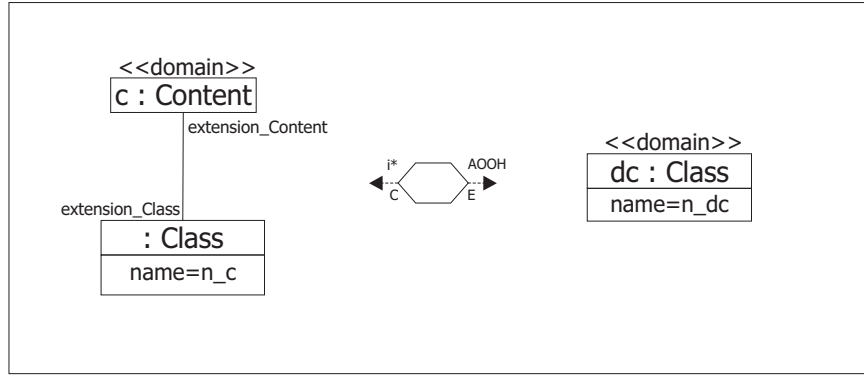 <<domain>>
c : Content
extension_Content
extension_Class
: Class
name=n_c
i*
AOOH
C
E
<<domain>>
dc : Class
name=n_dc